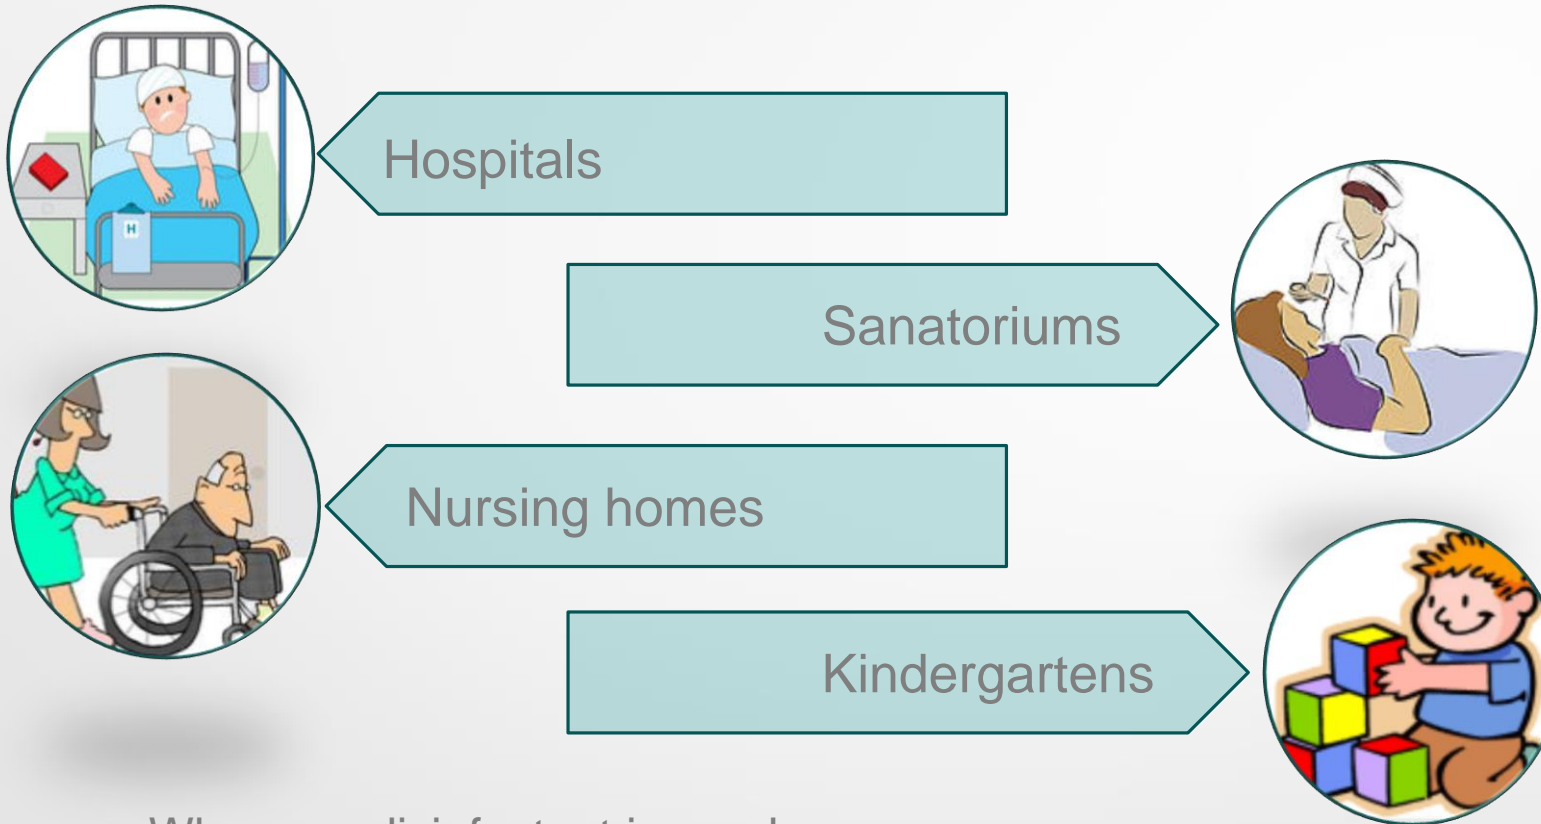 Hospitals
Sanatoriums
Nursing homes
Kindergartens
H